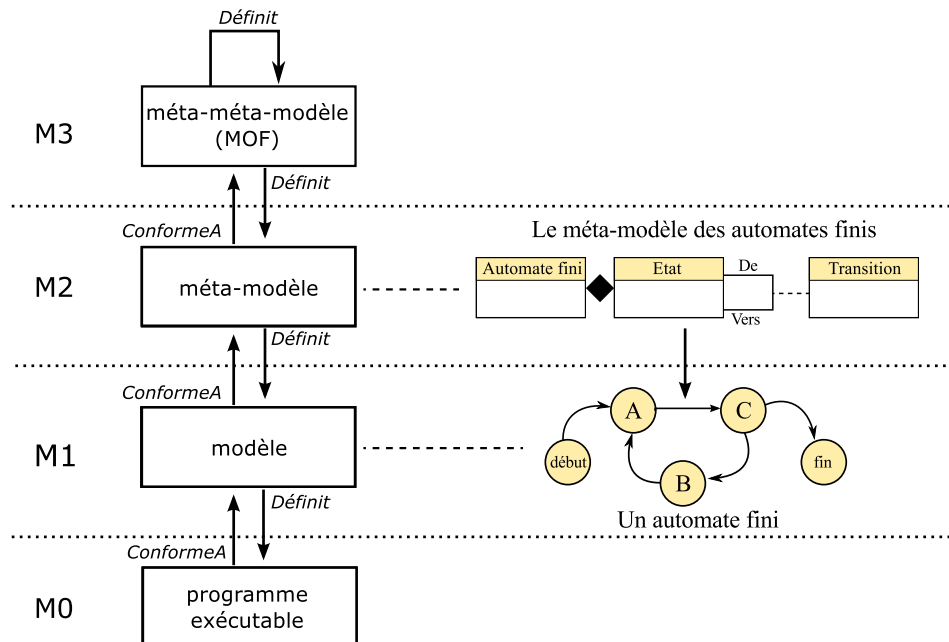 Définit
méta-méta-modèle
(MOF)
M3
Définit
ConformeA
Le méta-modèle des automates finis
M2
méta-modèle
Automate fini
Etat
De
Transition
Vers
Définit
ConformeA
M1
modèle
A
C
début
fin
B
Définit
Un automate fini
ConformeA
M0
programme
exécutable